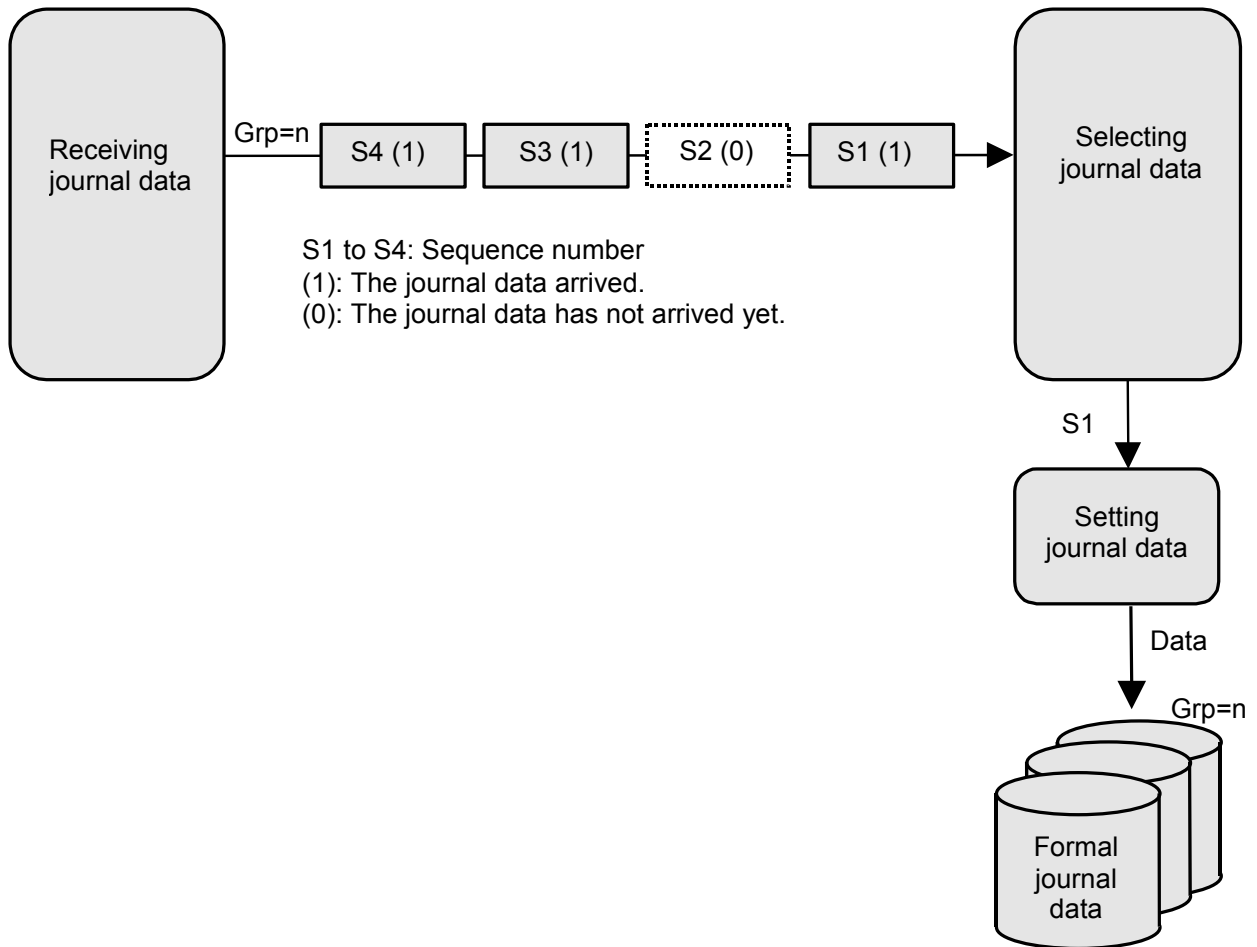 Receiving
journal data
Grp=n
S4 (1)
S3 (1)
S2 (0)
S1 (1)
Selecting
journal data
S1 to S4: Sequence number
(1): The journal data arrived.
(0): The journal data has not arrived yet.
S1
Setting
journal data
Data
Grp=n
Formal
journal
data